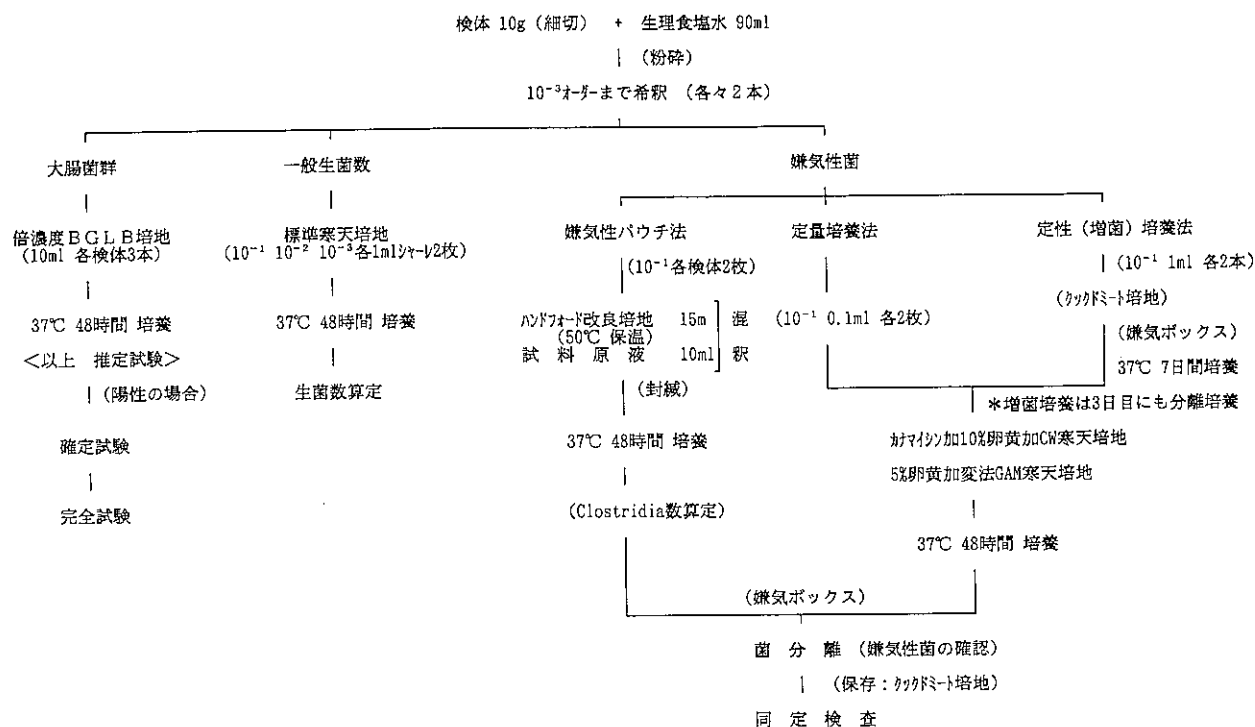 検体 10g(細切) + 生理食塩水 90ml
(粉砕)
10⁻³オーダーまで希釈 (各々2本)
大腸菌群
一般生菌数
嫌気性菌
倍濃度BGLB培地
(10ml 各検体3本)
標準寒天培地
(10⁻¹ 10⁻² 10⁻³各1mlシャーレ2枚)
嫌気性パウチ法
定量培養法
定性(増菌)培養法
(10⁻¹各検体2枚)
(10⁻¹ 1ml 各2本)
(クックドミート培地)
37℃ 48時間 培養
37℃ 48時間 培養
ハンドフォード改良培地 15m
(50℃ 保温)
試料原液 10ml
混
釈
(10⁻¹ 0.1ml 各2枚)
(嫌気ボックス)
<以上 推定試験>
37℃ 7日間培養
(陽性の場合)
生菌数算定
(封緘)
*増菌培養は3日目にも分離培養
確定試験
37℃ 48時間 培養
カナマイシン加10%卵黄加CW寒天培地
5%卵黄加変法GAM寒天培地
完全試験
(Clostridia数算定)
37℃ 48時間 培養
(嫌気ボックス)
菌分離 (嫌気性菌の確認)
(保存:クックドミート培地)
同定検査